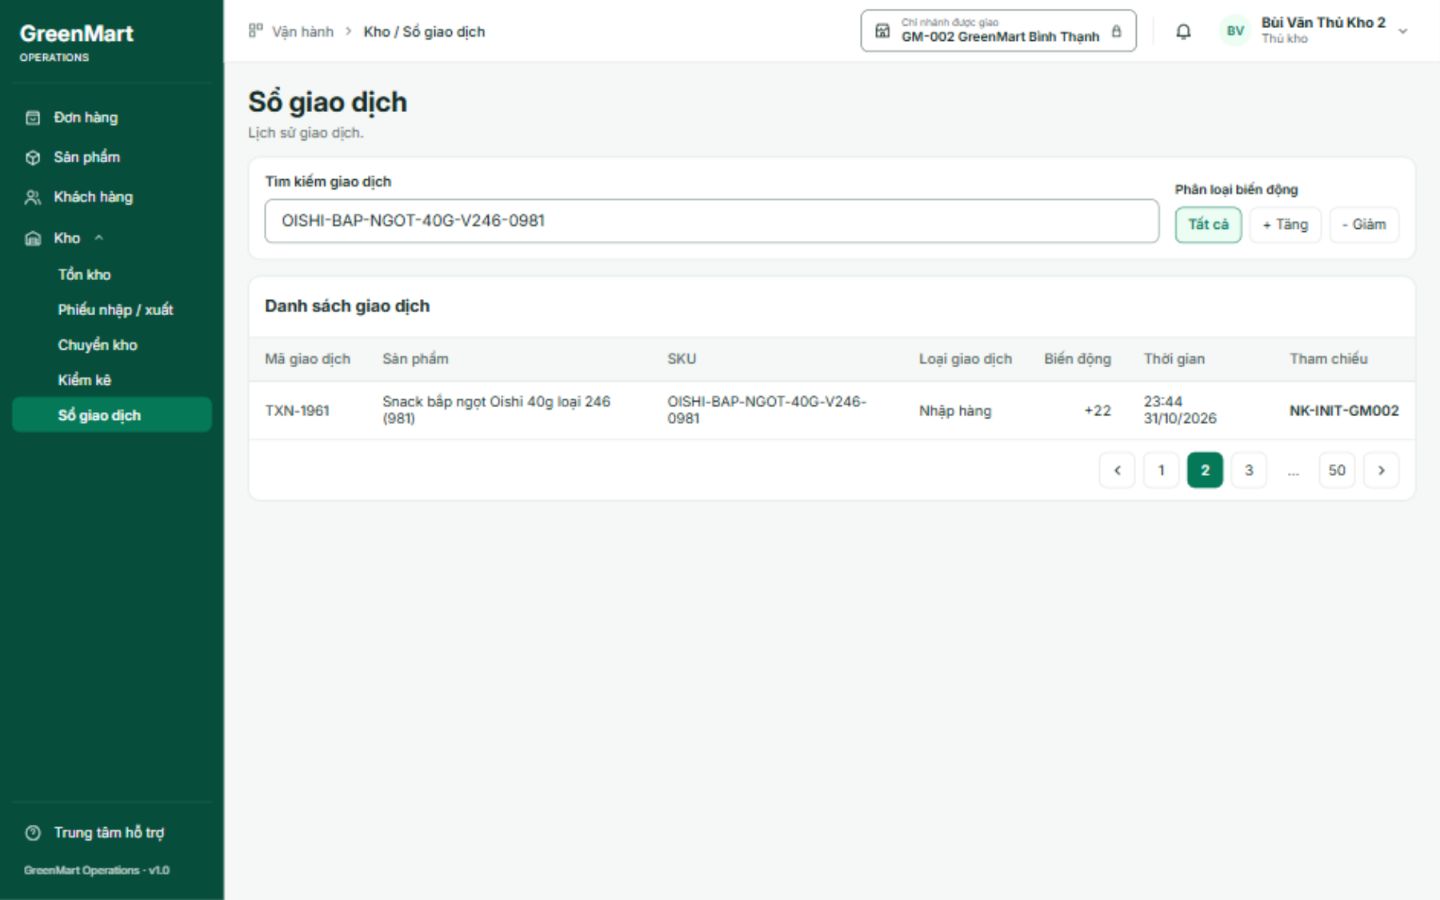 GreenMart
OPERATIONS
Đơn hàng
Sản phẩm
Khách hàng
Kho
Tồn kho
Phiếu nhập / xuất
Chuyển kho
Kiểm kê
Sổ giao dịch
Trung tâm hỗ trợ
GreenMart Operations - v1.0
Vận hành > Kho / Sổ giao dịch
Chi nhánh được giao
GM-002 GreenMart Bình Thạnh
BV
Bùi Văn Thủ Kho 2
Thủ kho
Sổ giao dịch
Lịch sử giao dịch.
Tìm kiếm giao dịch
OISHI-BAP-NGOT-40G-V246-0981
Phân loại biến động
Tất cả + Tăng - Giảm
Danh sách giao dịch
Mã giao dịch Sản phẩm SKU Loại giao dịch Biến động Thời gian Tham chiếu
TXN-1961
Snack bắp ngọt Oishi 40g loại 246
(981)
OISHI-BAP-NGOT-40G-V246-
0981
Nhập hàng
+22
23:44
31/10/2026
NK-INIT-GM002
< 1 2 3 ... 50 >